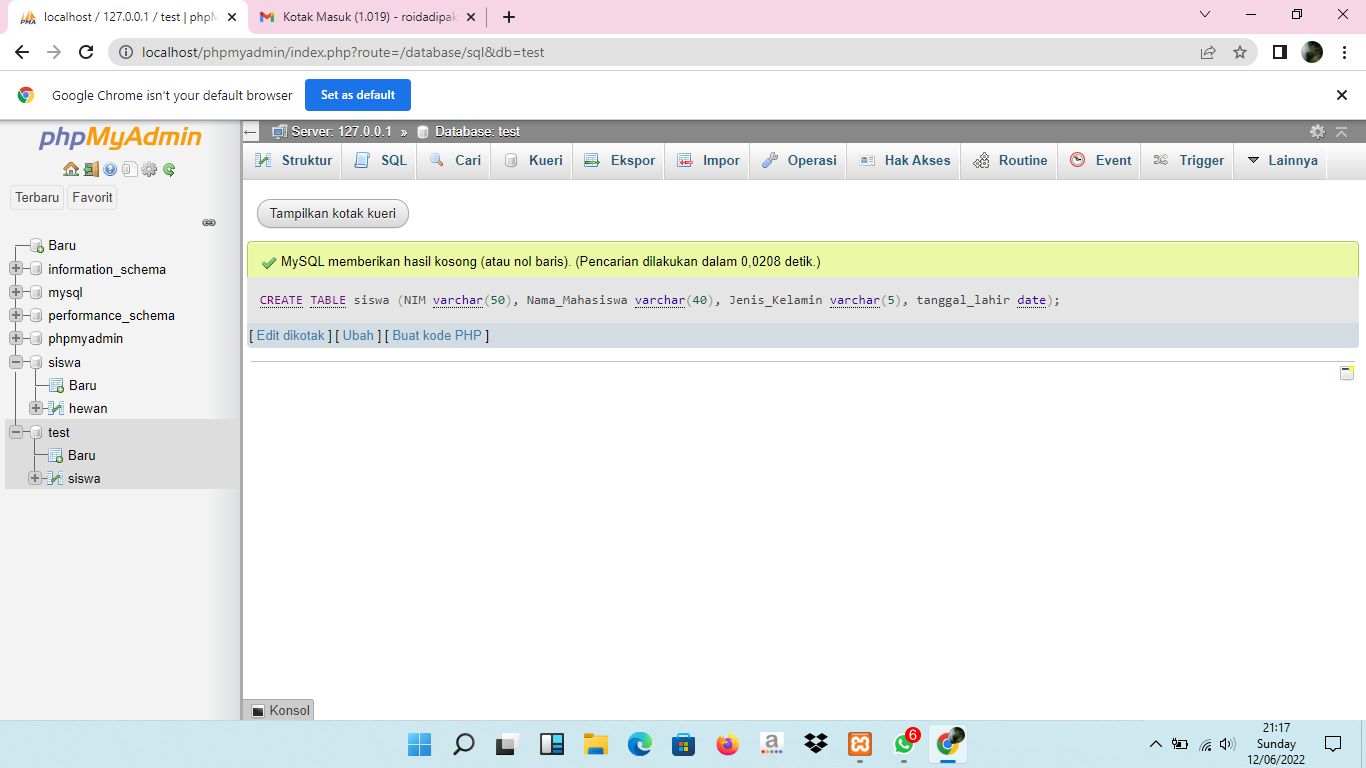 localhost / 127.0.0.1 / test | phpM
Kotak Masuk (1.019) - roidadipak
localhost/phpmyadmin/index.php?route=/database/sql&db=test
Google Chrome isn't your default browser
Set as default
phpMyAdmin
Terbaru
Favorit
Baru
information_schema
mysql
performance_schema
phpmyadmin
siswa
Baru
hewan
test
Baru
siswa
Server: 127.0.0.1 » Database: test
Struktur
SQL
Cari
Kueri
Ekspor
Impor
Operasi
Hak Akses
Routine
Event
Trigger
Lainnya
Tampilkan kotak kueri
MySQL memberikan hasil kosong (atau nol baris). (Pencarian dilakukan dalam 0,0208 detik.)
CREATE TABLE siswa (NIM varchar(50), Nama_Mahasiswa varchar(40), Jenis_Kelamin varchar(5), tanggal_lahir date);
[ Edit dikotak ] [ Ubah ] [ Buat kode PHP ]
Konsol
a
6
21:17
Sunday
12/06/2022